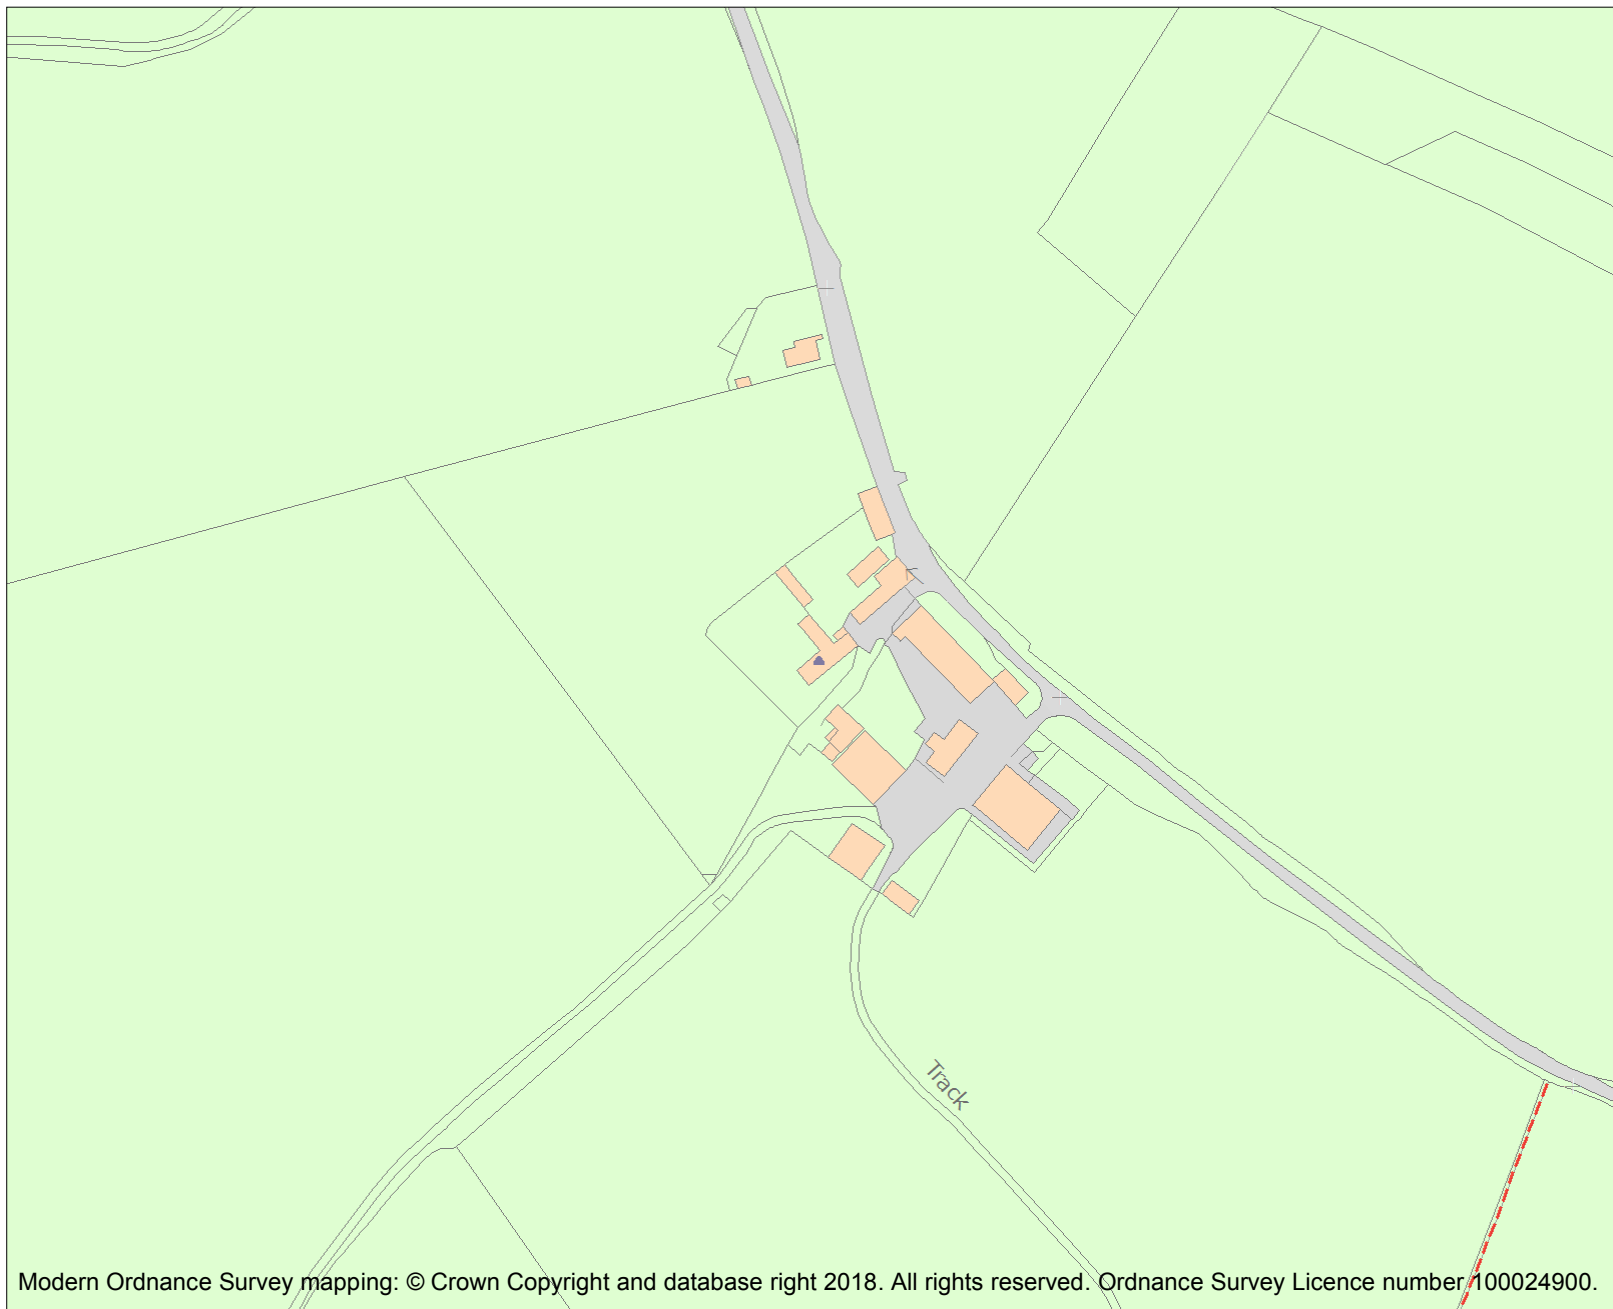 Track
Modern Ordnance Survey mapping: © Crown Copyright and database right 2018. All rights reserved. Ordnance Survey Licence number 100024900.